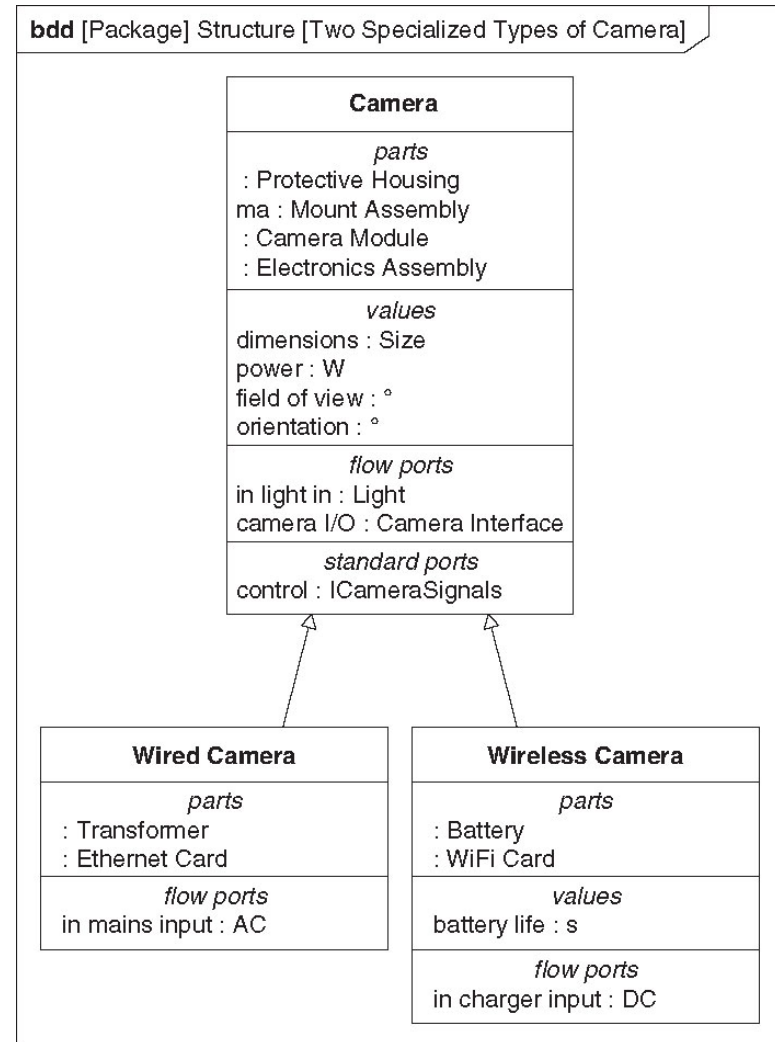 bdd [Package] Structure [Two Specialized Types of Camera]
Camera
parts
: Protective Housing
ma : Mount Assembly
: Camera Module
: Electronics Assembly
values
dimensions : Size
power : W
field of view : °
orientation : °
flow ports
in light in : Light
camera I/O : Camera Interface
standard ports
control : ICameraSignals
Wired Camera
parts
: Transformer
: Ethernet Card
flow ports
in mains input : AC
Wireless Camera
parts
: Battery
: WiFi Card
values
battery life : s
flow ports
in charger input : DC